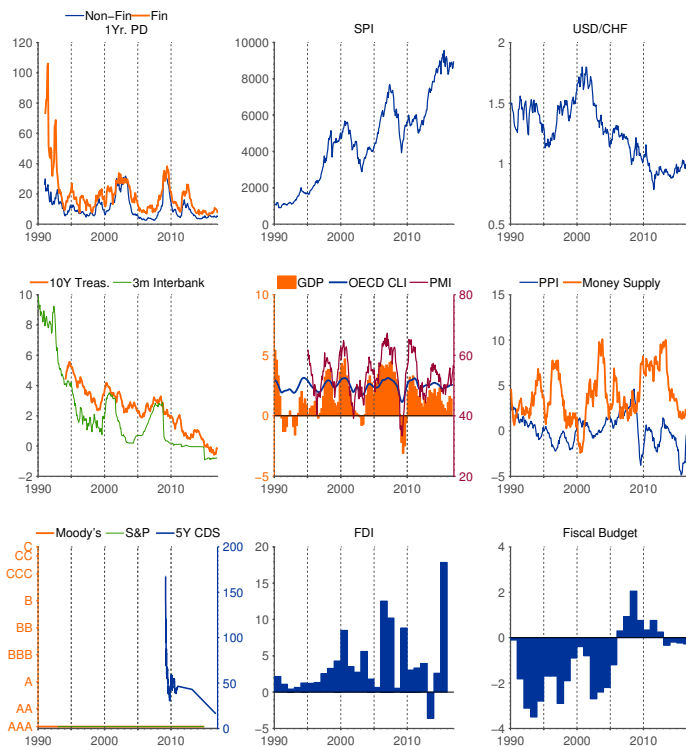 Non−Fin Fin
1Yr. PD
120
100
80
60
40
20
0
1990 2000 2010
SPI
10000
8000
6000
4000
2000
0
1990 2000 2010
USD/CHF
2
1.5
1
0.5
1990 2000 2010
10Y Treas. 3m Interbank
10
8
6
4
2
0
−2
1990 2000 2010
GDP OECD CLI PMI
10 80
5 60
0 40
−5 20
1990 2000 2010
PPI Money Supply
15
10
5
0
−5
1990 2000 2010
Moody's S&P 5Y CDS
C 200
CC
CCC
150
B
BB 100
BBB
A 50
AA
AAA 0
1990 2000 2010
FDI
20
15
10
5
0
−5
1990 2000 2010
Fiscal Budget
4
2
0
−2
−4
1990 2000 2010